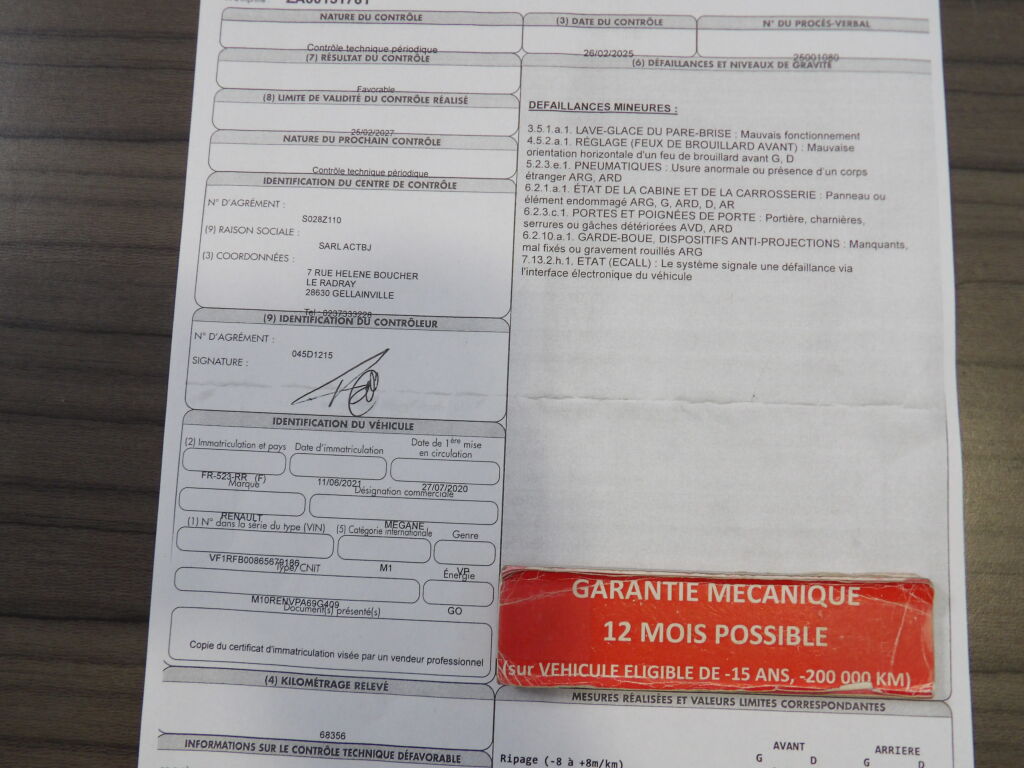 NATURE DU CONTRÔLE
Contrôle technique périodique
(7) RÉSULTAT DU CONTRÔLE
Favorable
(8) LIMITE DE VALIDITÉ DU CONTRÔLE RÉALISÉ
25/02/2027
NATURE DU PROCHAIN CONTRÔLE
Contrôle technique périodique
IDENTIFICATION DU CENTRE DE CONTRÔLE
N° D'AGRÉMENT :
S028Z110
(9) RAISON SOCIALE :
SARL ACTBJ
(3) COORDONNÉES :
7 RUE HELENE BOUCHER
LE RADRAY
28630 GELLAINVILLE
Tel : 0237333228
(9) IDENTIFICATION DU CONTRÔLEUR
N° D'AGRÉMENT :
045D1215
SIGNATURE :
IDENTIFICATION DU VÉHICULE
(2) Immatriculation et pays
Date d'immatriculation
Date de 1ère mise
en circulation
FR-523-RR (F)
11/06/2021
27/07/2020
Marque
Désignation commerciale
RENAULT
MEGANE
(1) N° dans la série du type (VIN)
(5) Catégorie internationale
Genre
M1
VP
Type/CNIT
Énergie
M10RENVPA69G409
GO
Document(s) présenté(s)
Copie du certificat d'immatriculation visée par un vendeur professionnel
(4) KILOMÉTRAGE RELEVÉ
68356
INFORMATIONS SUR LE CONTRÔLE TECHNIQUE DÉFAVORABLE
(3) DATE DU CONTRÔLE
N° DU PROCÈS-VERBAL
26/02/2025
25001080
(6) DÉFAILLANCES ET NIVEAUX DE GRAVITÉ
DEFAILLANCES MINEURES :
3.5.1.a.1. LAVE-GLACE DU PARE-BRISE : Mauvais fonctionnement
4.5.2.a.1. RÉGLAGE (FEUX DE BROUILLARD AVANT) : Mauvaise
orientation horizontale d'un feu de brouillard avant G, D
5.2.3.e.1. PNEUMATIQUES : Usure anormale ou présence d'un corps
étranger ARG, ARD
6.2.1.a.1. ÉTAT DE LA CABINE ET DE LA CARROSSERIE : Panneau ou
élément endommagé ARG, G, ARD, D, AR
6.2.3.c.1. PORTES ET POIGNÉES DE PORTE : Portière, charnières,
serrures ou gâches détériorées AVD, ARD
6.2.10.a.1. GARDE-BOUE, DISPOSITIFS ANTI-PROJECTIONS : Manquants,
mal fixés ou gravement rouillés ARG
7.13.2.h.1. ETAT (ECALL) : Le système signale une défaillance via
l'interface électronique du véhicule
GARANTIE MECANIQUE
12 MOIS POSSIBLE
(sur VEHICULE ELIGIBLE DE -15 ANS, -200 000 KM)
MESURES RÉALISÉES ET VALEURS LIMITES CORRESPONDANTES
AVANT
ARRIERE
G D G D
Ripage (-8 à +8m/km)